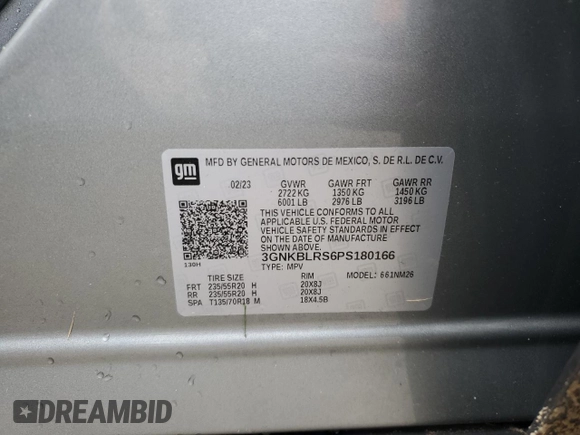 gm
MFD BY GENERAL MOTORS DE MEXICO, S. DE R.L. DE C.V.
02/23 GVWR GAWR FRT GAWR RR
2722 KG 1350 KG 1450 KG
6001 LB 2976 LB 3196 LB
THIS VEHICLE CONFORMS TO ALL
APPLICABLE U.S. FEDERAL MOTOR
VEHICLE SAFETY STANDARDS IN EFFECT
ON THE DATE OF MANUFACTURE
SHOWN ABOVE.
3GNKBLRS6PS180166
130H
TYPE: MPV MODEL: 661NM26
TIRE SIZE RIM
FRT 235/55R20 H 20X8J
RR 235/55R20 H 20X8J
SPA T135/70R18 M 18X4.5B
DREAMBID